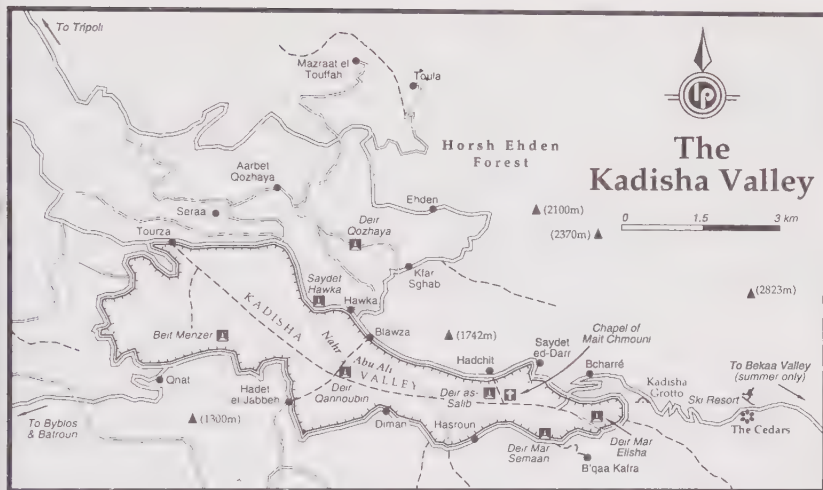 To Tripoli
Mazraat el
Touffah
Toula
lp
Horsh Ehden
Forest
The
Kadisha Valley
0 1.5 3 km
Aarbet
Qozhaya
Seraa
Ehden
(2100m)
(2370m)
Deir
Qozhaya
Tourza
Kfar
Sghab
Saydet
Hawka
Hawka
(2823m)
KADISHA
VALLEY
Nahr
Abu Ali
Blawza
(1742m)
Chapel of
Mait Chmouni
Beit Menzer
Hadchit
Saydet
ed-Darr
Bcharré
To Bekaa Valley
(summer only)
Kadisha
Grotto
Ski Resort
The Cedars
Qnat
Hadet
el Jabbeh
Deir
Qannoubin
Deir as-
Salib
To Byblos
& Batroun
(1300m)
Diman
Hasroun
Deir Mar
Semaan
Deir Mar
Elisha
B'qaa Kafra